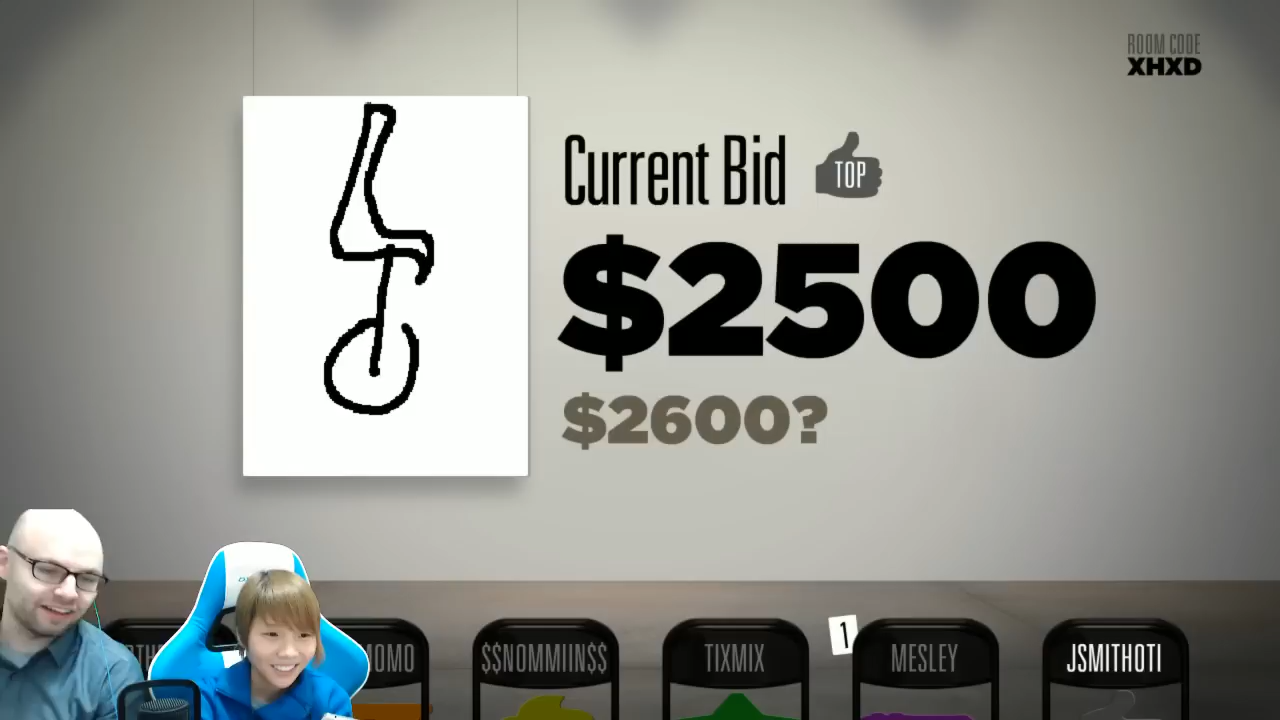 ROOM CODE
XHXD
Current Bid
TOP
$2500
$2600?
1
$$NOMMIIN$$
TIXMIX
MESLEY
JSMITHOTI